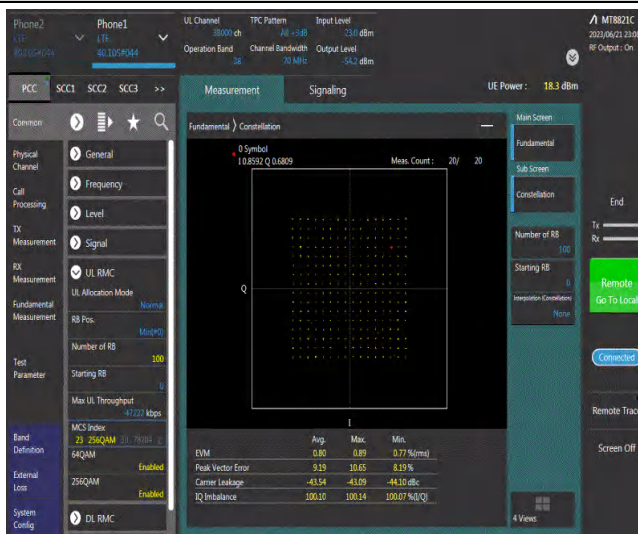 Phone2
LTE
Phone1
LTE
40.105#044
UL Channel
38000 ch
TPC Pattern
All +3dB
Input Level
23.0 dBm
Operation Band
38
Channel Bandwidth
20 MHz
Output Level
-54.2 dBm
MT8821C
RF Output : On
PCC SCC1 SCC2 SCC3 >>
Measurement
Signaling
UE Power : 18.3 dBm
Common
Physical
Channel
Call
Processing
TX
Measurement
RX
Measurement
Fundamental
Measurement
Test
Parameter
Band
Definition
External
Loss
System
Config
General
Frequency
Level
Signal
UL RMC
UL Allocation Mode
Normal
RB Pos.
Min(#0)
Number of RB
100
Starting RB
0
Max UL Throughput
47222 kbps
MCS Index
23 256QAM
64QAM
Enabled
256QAM
Enabled
DL RMC
Fundamental 〉 Constellation
0 Symbol
I 0.8592 Q 0.6809
Meas. Count : 20/ 20
Q
I
Avg. Max. Min.
EVM 0.80 0.89 0.77 %(rms)
Peak Vector Error 9.19 10.65 8.19 %
Carrier Leakage -43.54 -43.09 -44.10 dBc
IQ Imbalance 100.10 100.14 100.07 %(I/Q)
Main Screen
Fundamental
Sub Screen
Constellation
Number of RB
100
Starting RB
0
Interpolation (Constellation)
None
4 Views
End
Tx
Rx
Remote
Go To Local
Connected
Screen Off